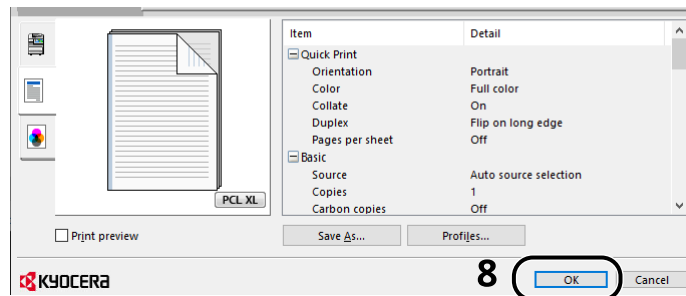 Item Detail
Quick Print
Orientation Portrait
Color Full color
Collate On
Duplex Flip on long edge
Pages per sheet Off
Basic
Source Auto source selection
Copies 1
Carbon copies Off
PCL XL
Print preview
Save As... Profiles...
KYOCERA
8 OK Cancel